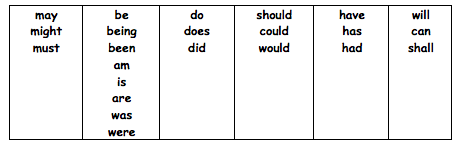 may be do should have will
might being does could has can
must been did would had shall
am
is
are
was
were